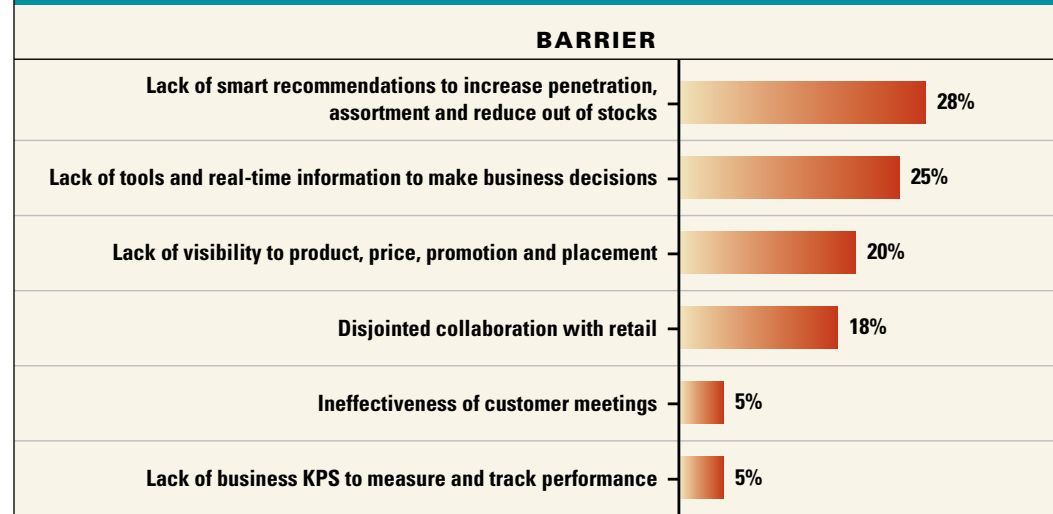 BARRIER
Lack of smart recommendations to increase penetration,
assortment and reduce out of stocks
28%
Lack of tools and real-time information to make business decisions
25%
Lack of visibility to product, price, promotion and placement
20%
Disjointed collaboration with retail
18%
Ineffectiveness of customer meetings
5%
Lack of business KPS to measure and track performance
5%